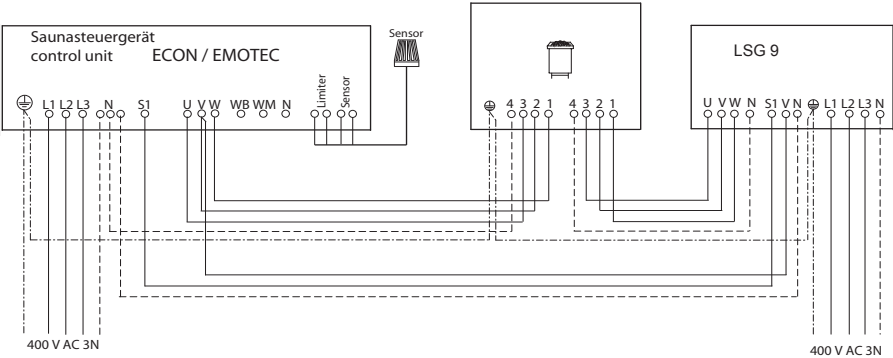 Saunasteuergerät
control unit ECON / EMOTEC
Sensor
LSG 9
L1 L2 L3 N S1 U V W WB WM N Limiter Sensor
4 3 2 1 4 3 2 1
U V W N S1 V N L1 L2 L3 N
400 V AC 3N
400 V AC 3N